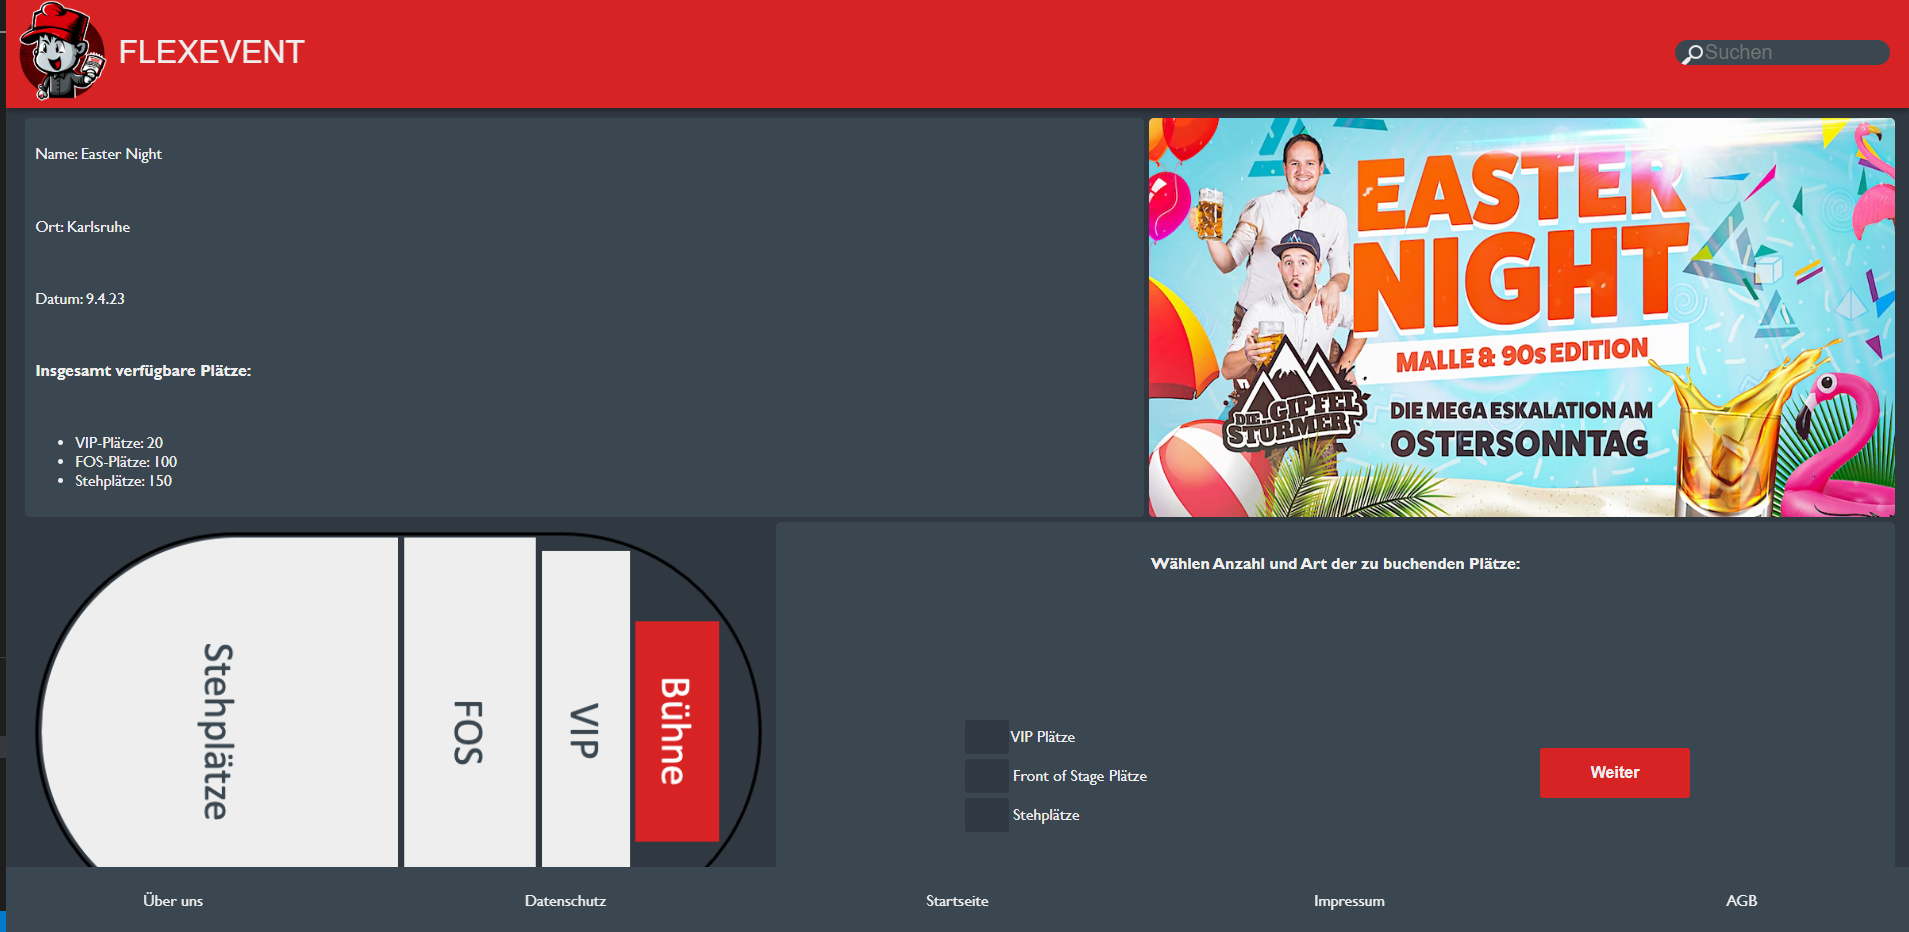 FLEXEVENT
Suchen
Name: Easter Night
Ort: Karlsruhe
Datum: 9.4.23
Insgesamt verfügbare Plätze:
VIP-Plätze: 20
FOS-Plätze: 100
Stehplätze: 150
EASTER
NIGHT
MALLE & 90s EDITION
DIE GIPFEL
STÜRMER
DIE MEGA ESKALATION AM
OSTERSONNTAG
Stehplätze
FOS
VIP
Bühne
Wählen Anzahl und Art der zu buchenden Plätze:
VIP Plätze
Front of Stage Plätze
Stehplätze
Weiter
Über uns
Datenschutz
Startseite
Impressum
AGB